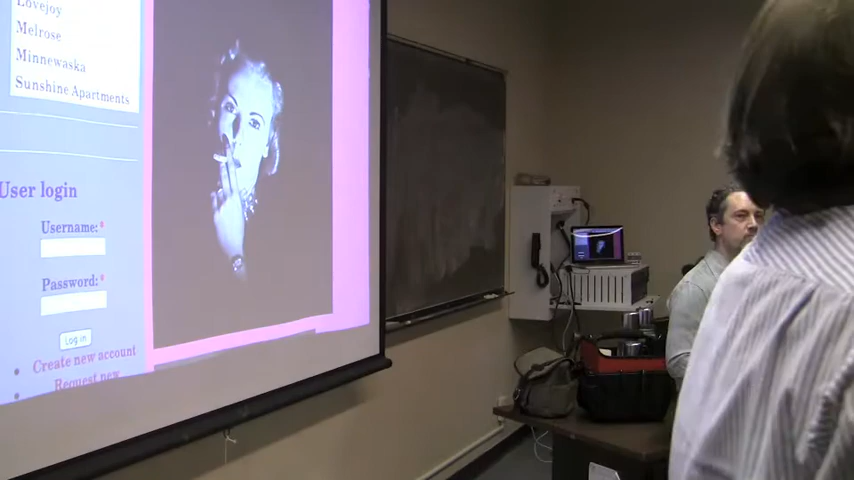 Lovejoy
Melrose
Minnewaska
Sunshine Apartments
User login
Username:*
Password:*
Log in
Create new account
Request new